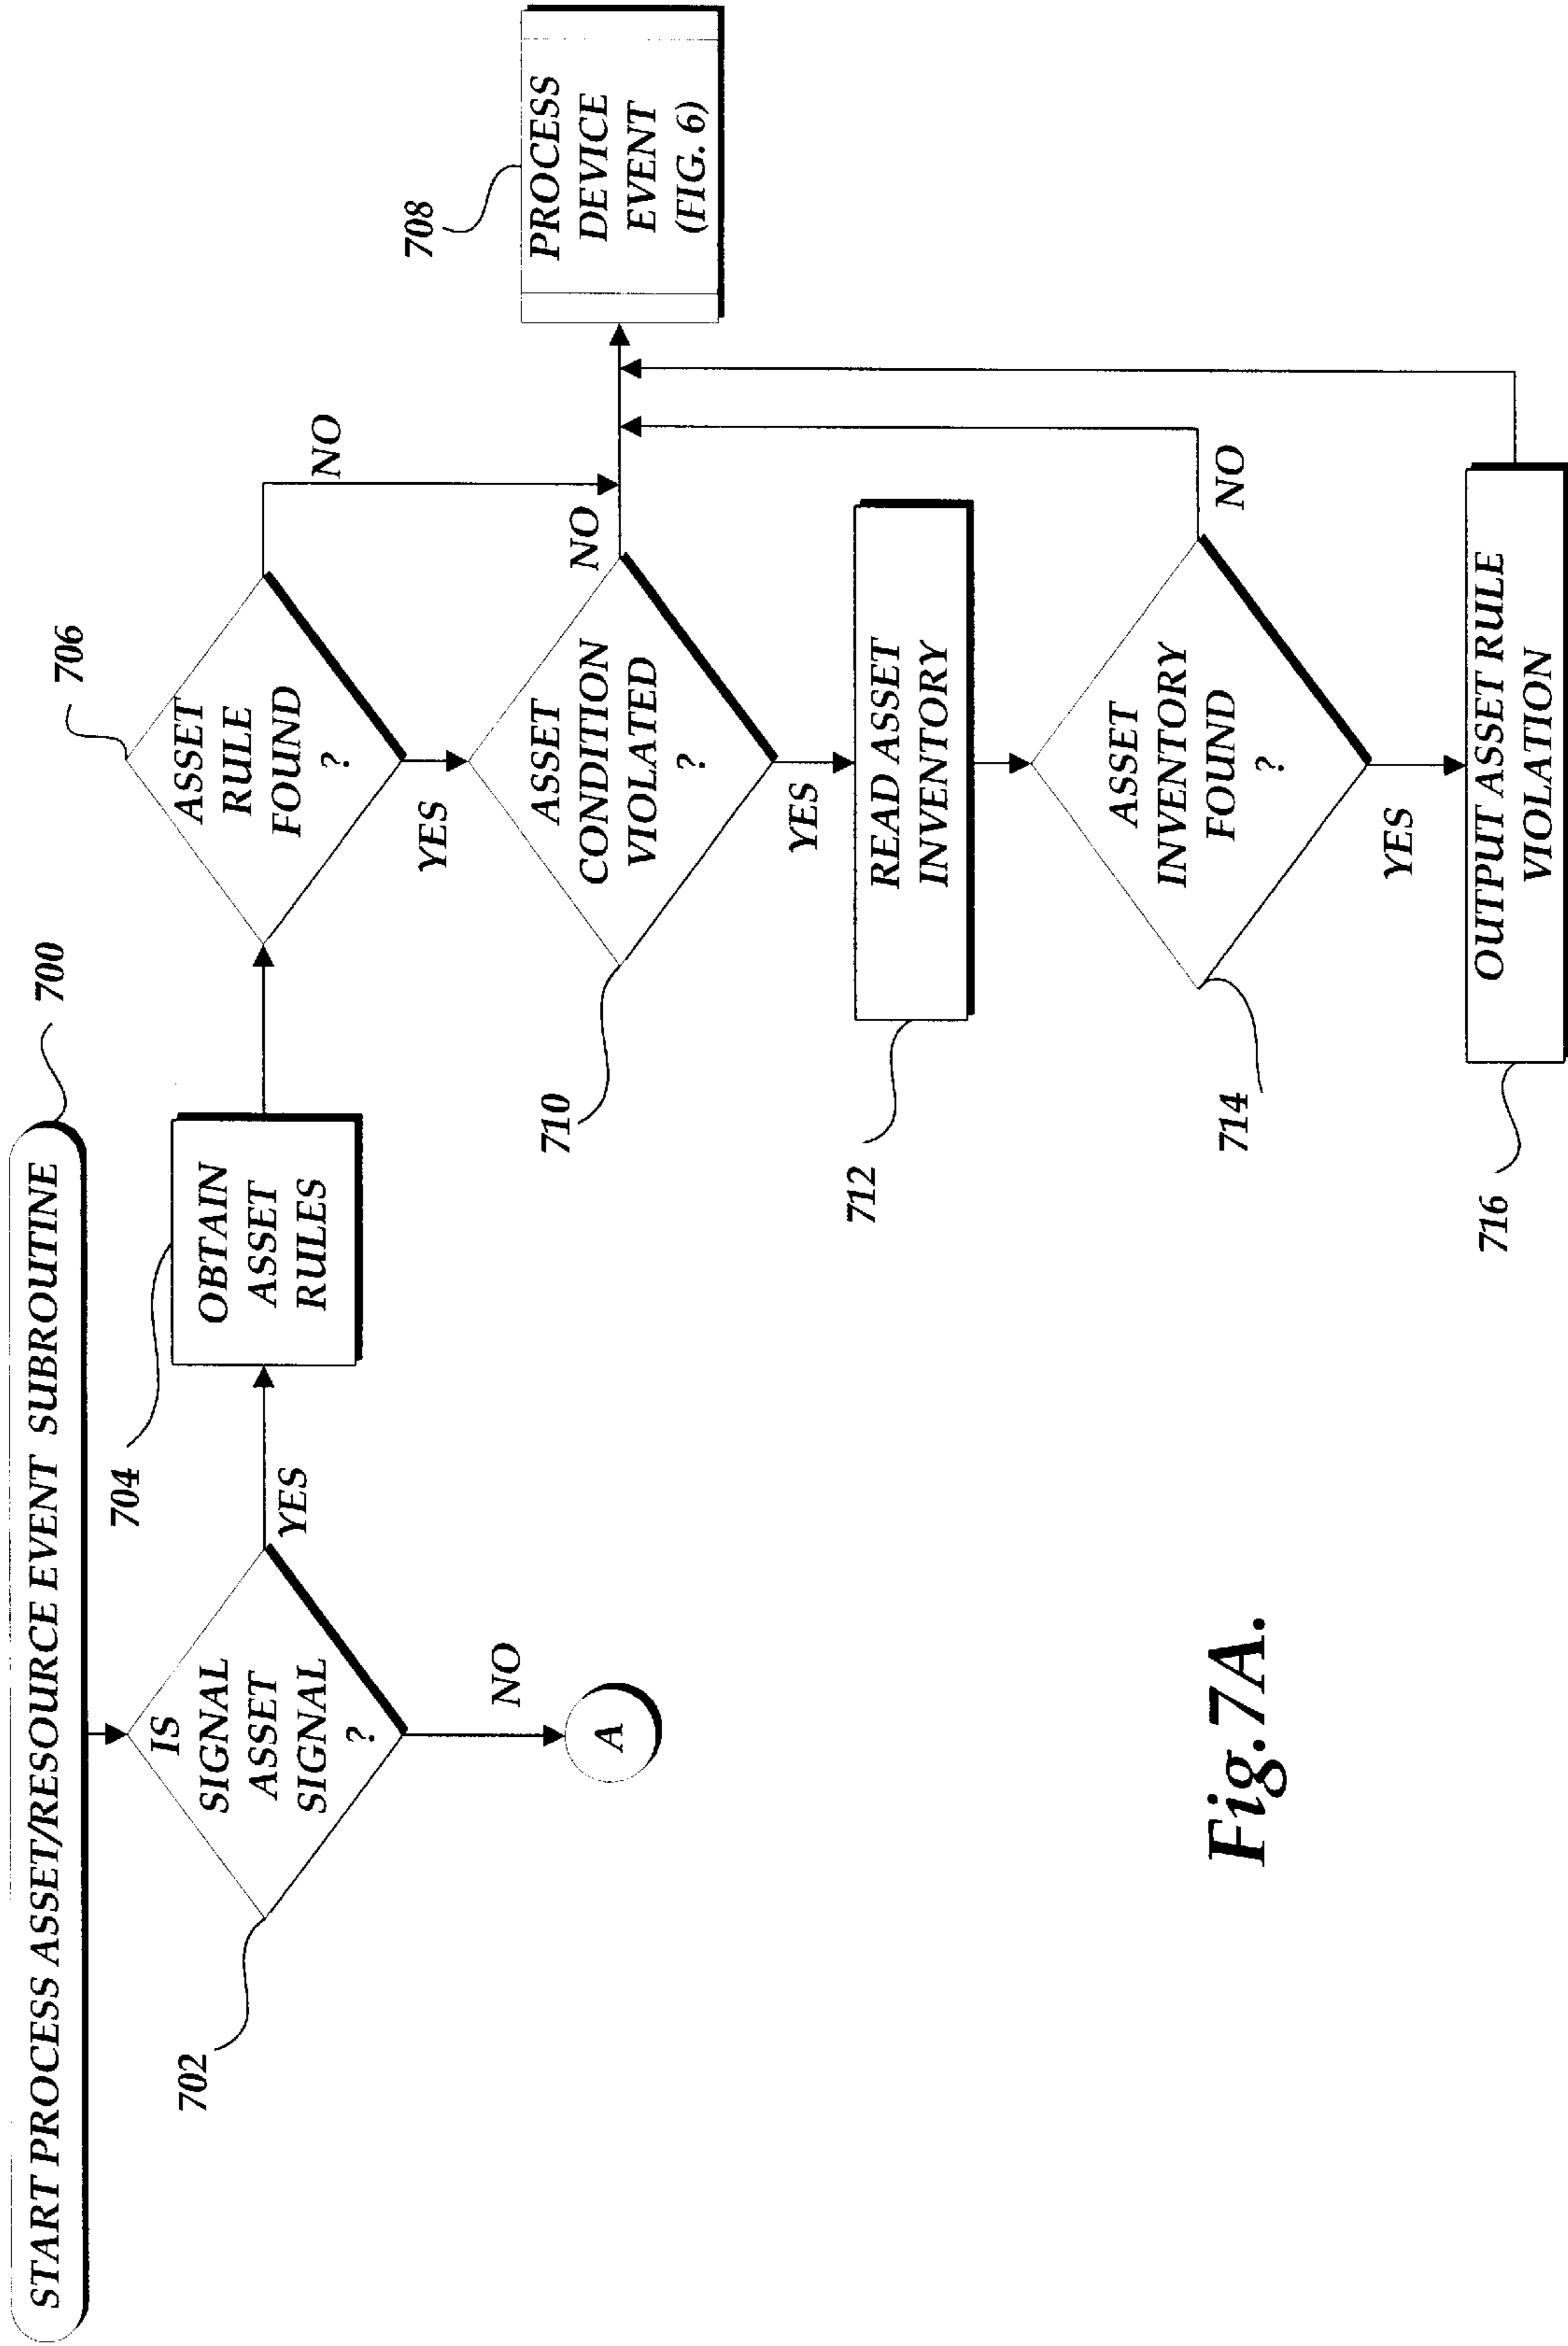 START PROCESS ASSET/RESOURCE EVENT SUBROUTINE
700
702
IS
SIGNAL
ASSET
SIGNAL
?
YES
NO
A
704
OBTAIN
ASSET
RULES
706
ASSET
RULE
FOUND
?
NO
YES
708
PROCESS
DEVICE
EVENT
(FIG. 6)
710
ASSET
CONDITION
VIOLATED
?
NO
YES
712
READ ASSET
INVENTORY
714
ASSET
INVENTORY
FOUND
?
NO
YES
716
OUTPUT ASSET RULE
VIOLATION
Fig.7A.